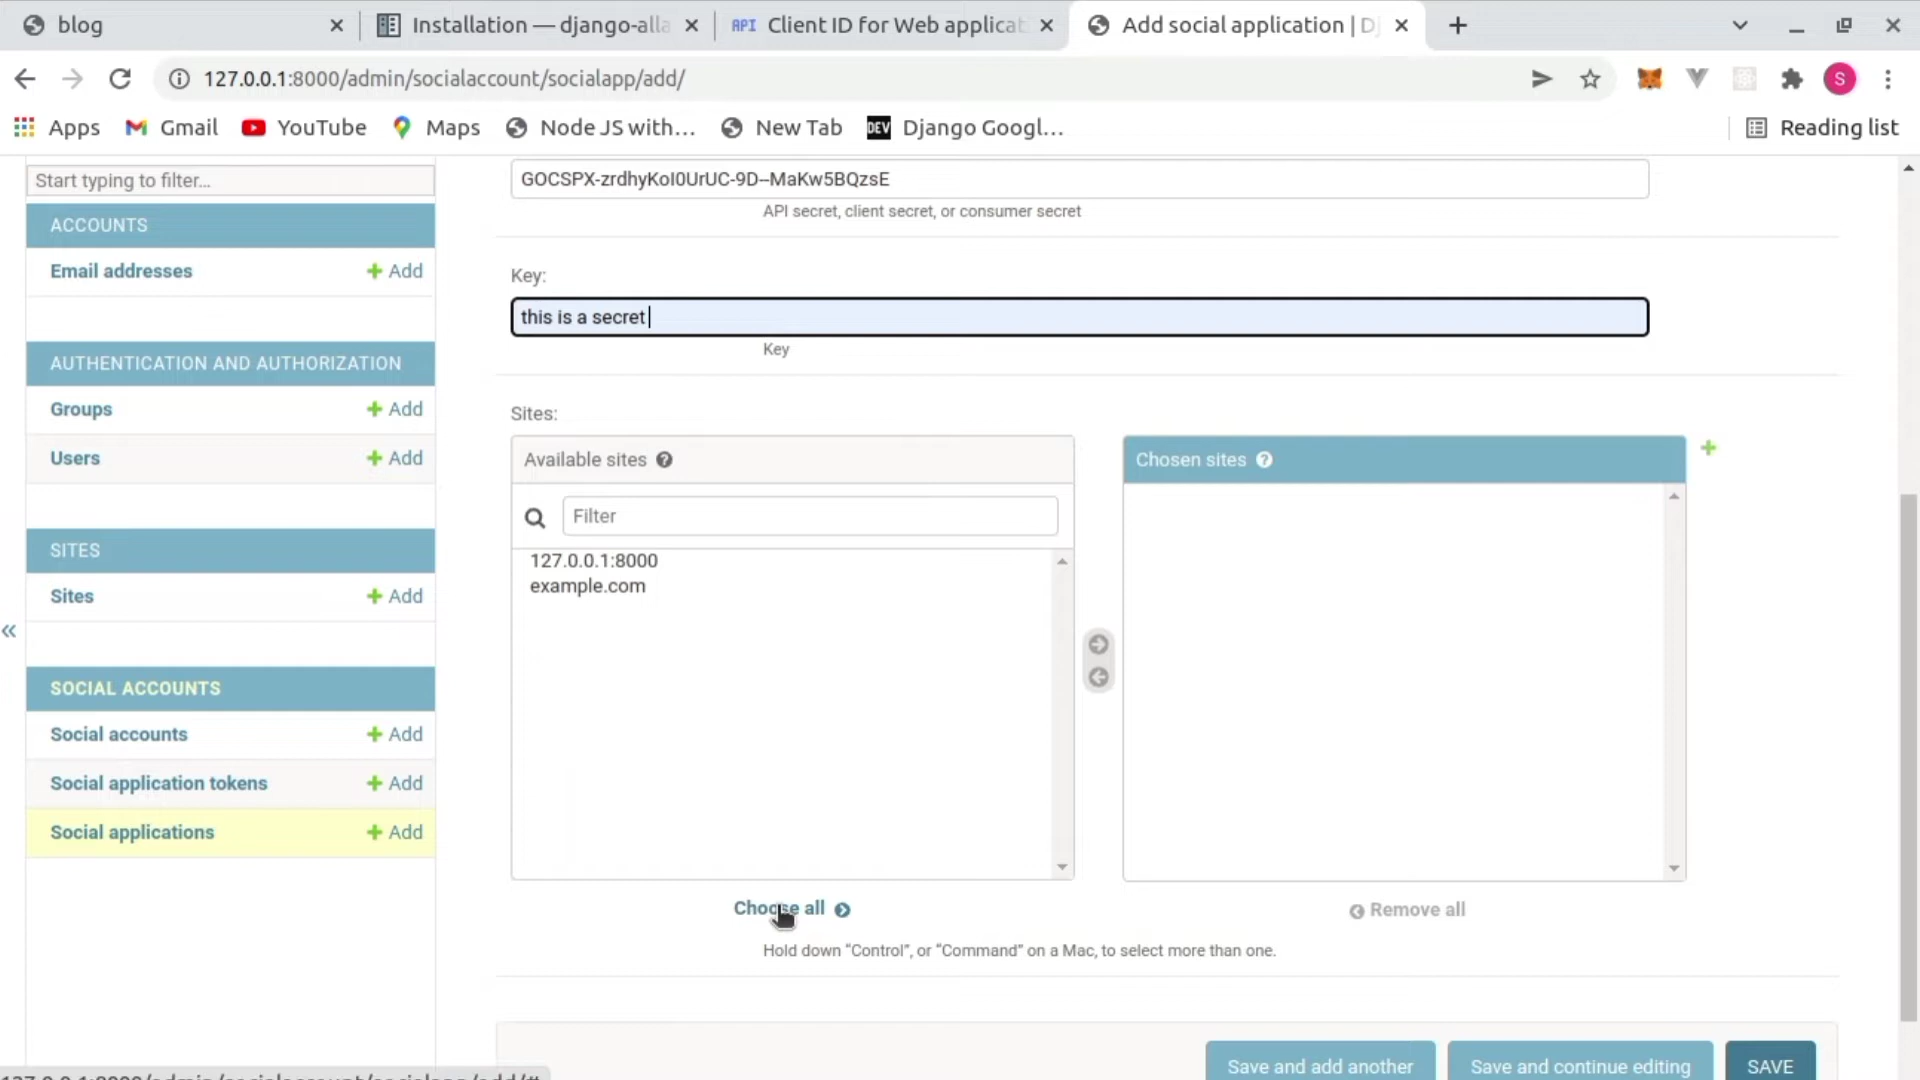 blog
Installation — django-alla
API Client ID for Web applicat
Add social application | Dj
127.0.0.1:8000/admin/socialaccount/socialapp/add/
S
Apps
Gmail
YouTube
Maps
Node JS with...
New Tab
DEV Django Googl...
Reading list
Start typing to filter...
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
API secret, client secret, or consumer secret
ACCOUNTS
Email addresses + Add
Key:
this is a secret
Key
AUTHENTICATION AND AUTHORIZATION
Groups + Add
Users + Add
Sites:
Available sites ?
Chosen sites ?
Filter
127.0.0.1:8000
example.com
SITES
Sites + Add
«
SOCIAL ACCOUNTS
Social accounts + Add
Social application tokens + Add
Social applications + Add
Choose all
Remove all
Hold down “Control”, or “Command” on a Mac, to select more than one.
Save and add another
Save and continue editing
SAVE